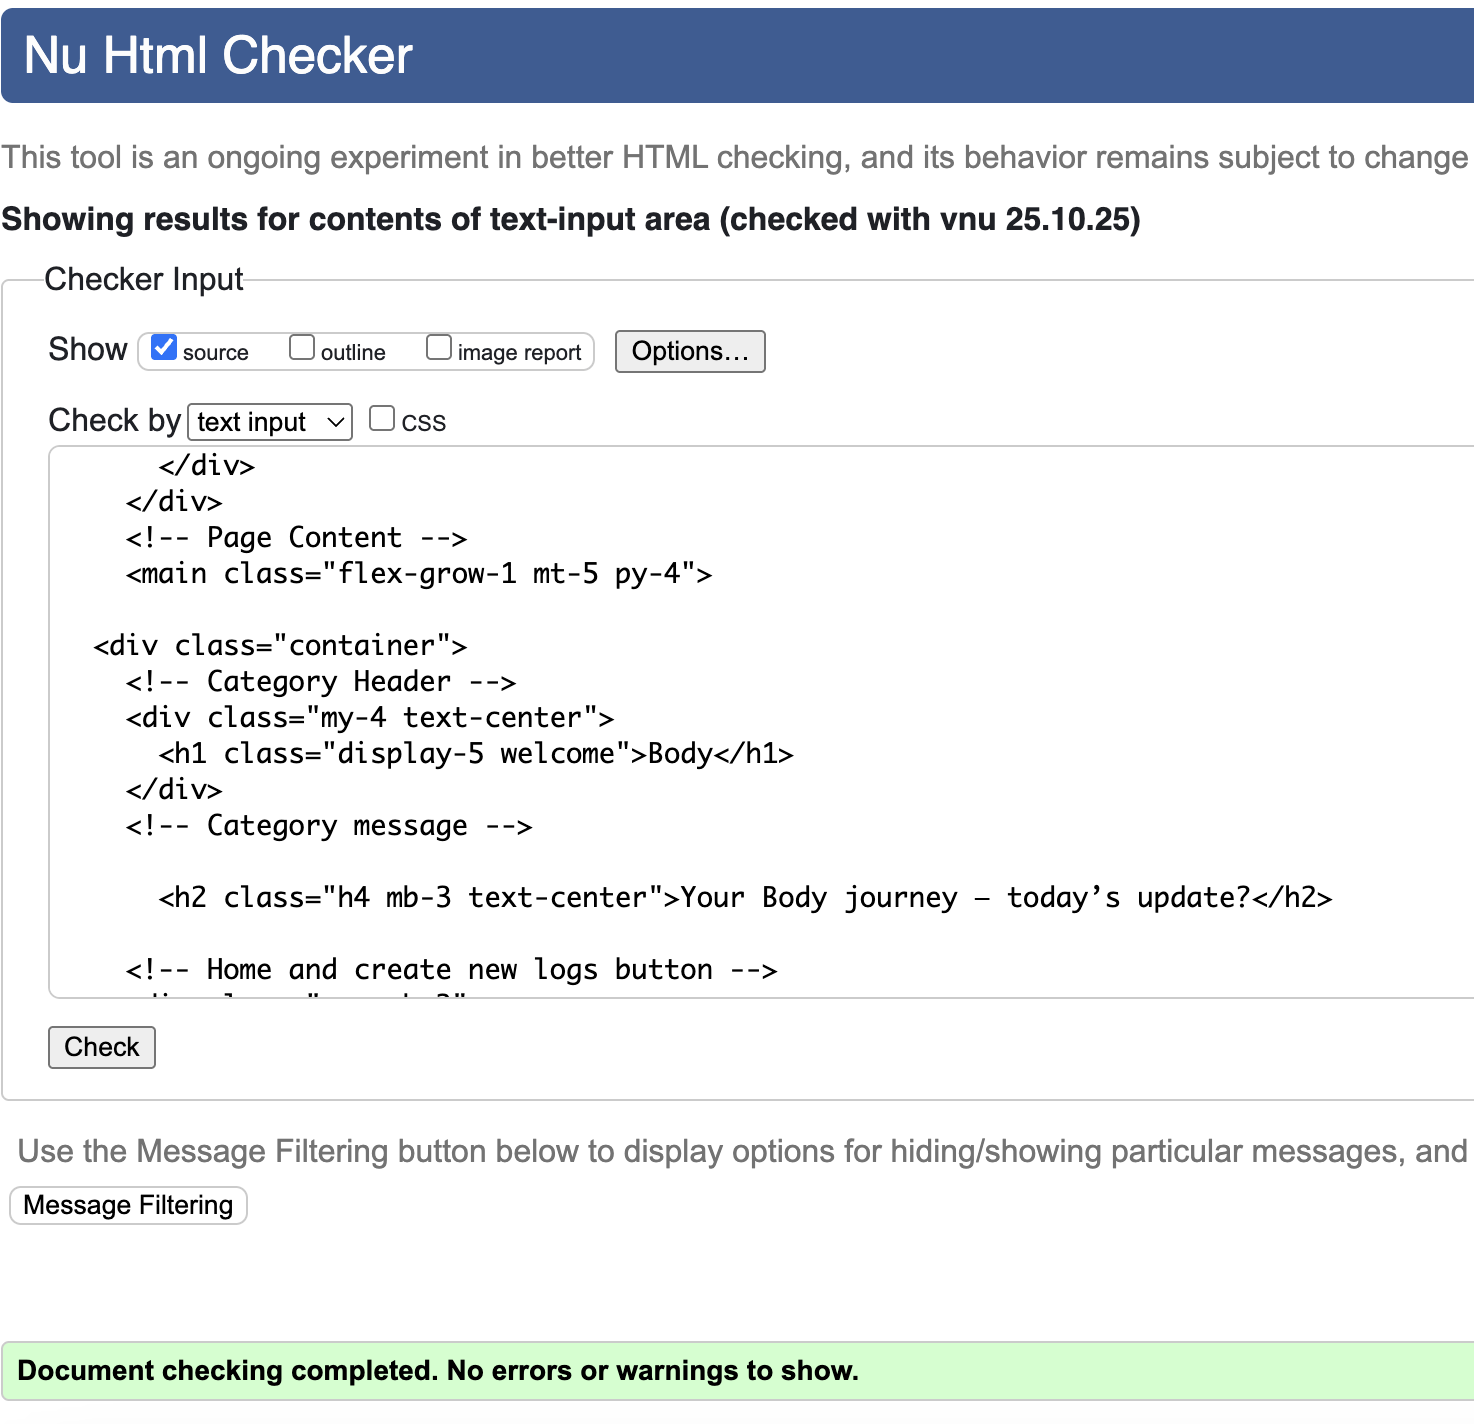 Nu Html Checker
This tool is an ongoing experiment in better HTML checking, and its behavior remains subject to change
Showing results for contents of text-input area (checked with vnu 25.10.25)
Checker Input
Show source outline image report Options…
Check by text input CSS
</div>
</div>
<!-- Page Content -->
<main class="flex-grow-1 mt-5 py-4">
<div class="container">
<!-- Category Header -->
<div class="my-4 text-center">
<h1 class="display-5 welcome">Body</h1>
</div>
<!-- Category message -->
<h2 class="h4 mb-3 text-center">Your Body journey – today’s update?</h2>
<!-- Home and create new logs button -->
Check
Use the Message Filtering button below to display options for hiding/showing particular messages, and
Message Filtering
Document checking completed. No errors or warnings to show.